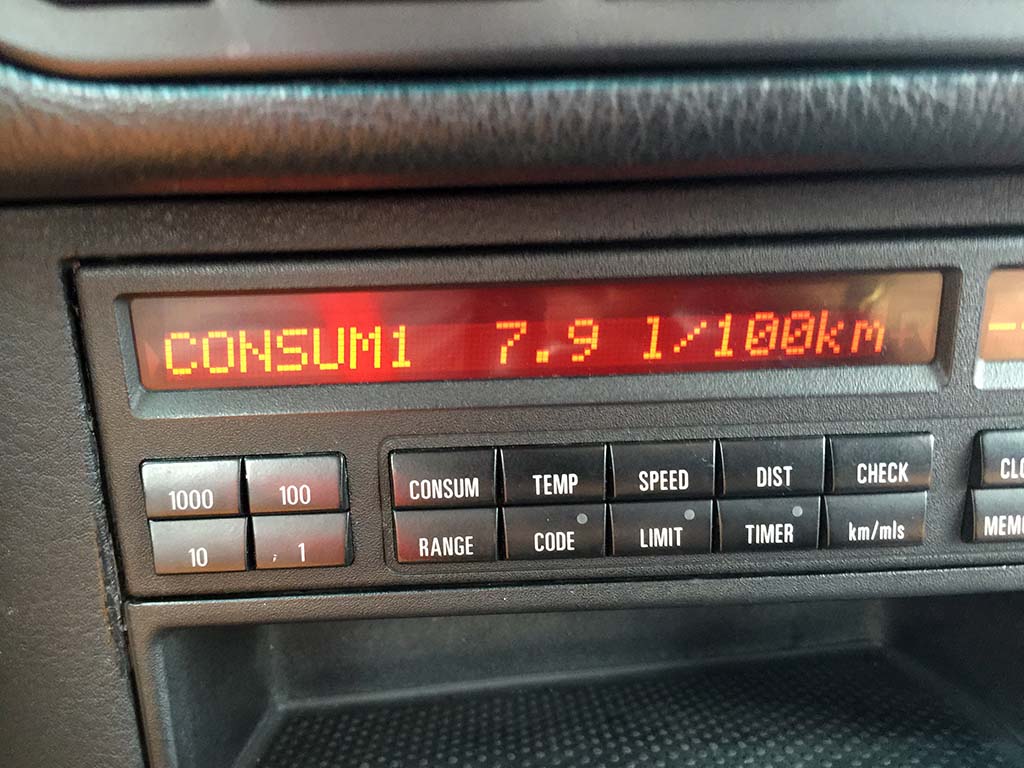 CONSUM1 7.9 l/100km
1000 100 CONSUM TEMP SPEED DIST CHECK
10 1 RANGE CODE LIMIT TIMER km/mls